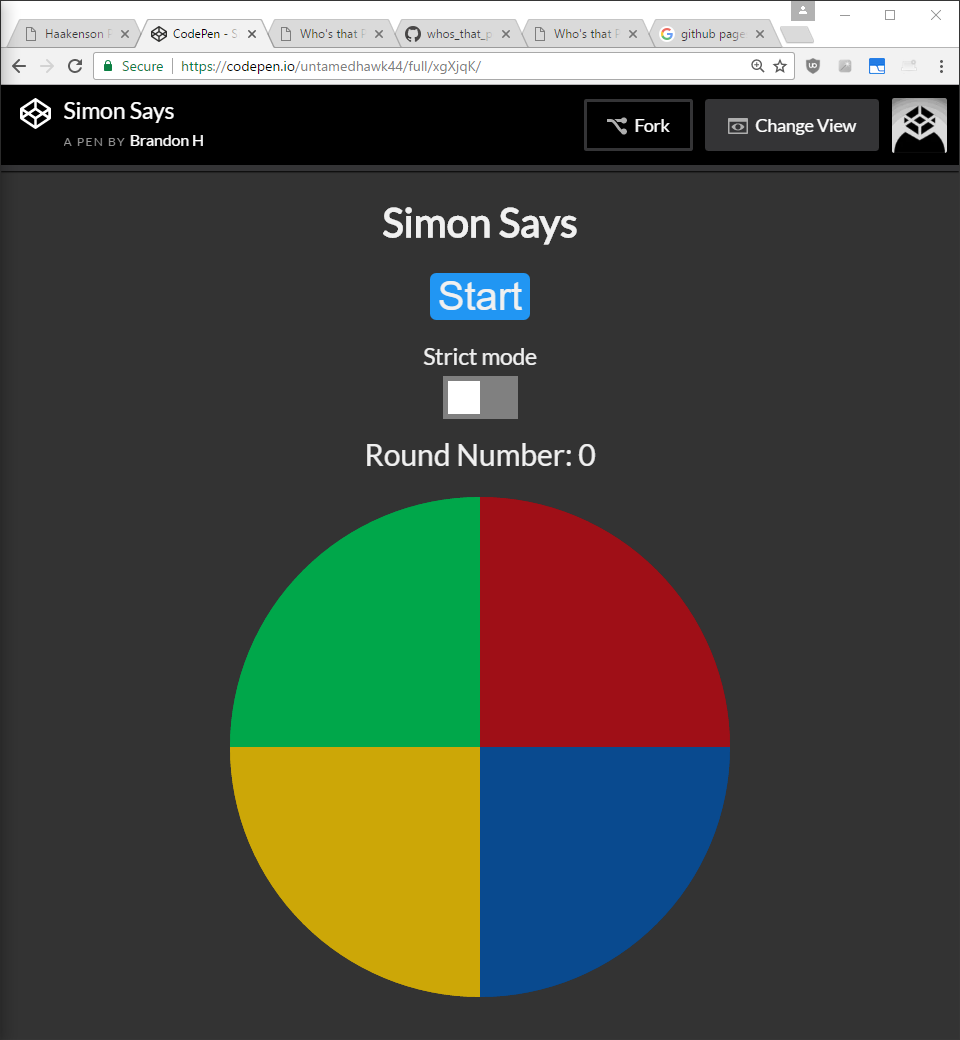 Haakenson
CodePen - S
Who's that
whos_that_p
Who's that
github page
Secure
https://codepen.io/untamedhawk44/full/xgXjqK/
Simon Says
A PEN BY Brandon H
Fork
Change View
Simon Says
Start
Strict mode
Round Number: 0